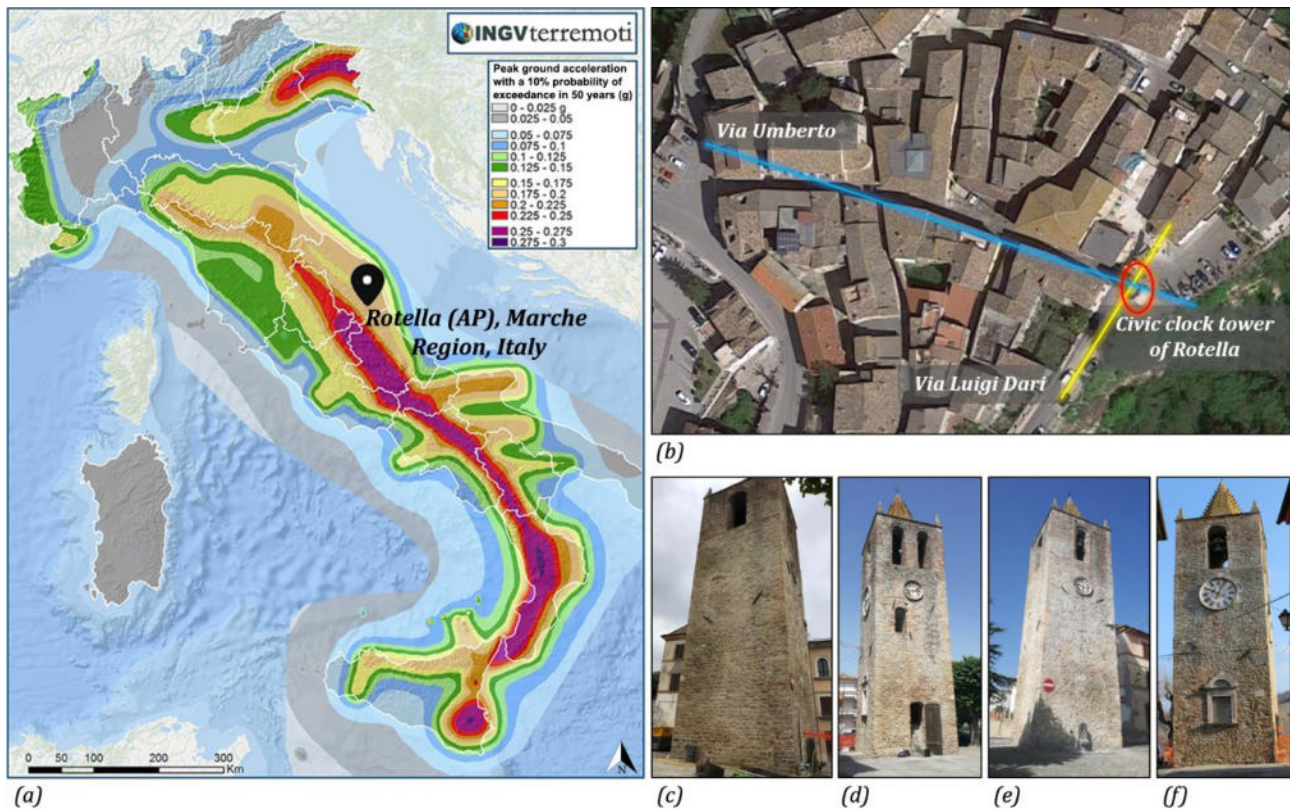 INGVterremoti
Peak ground acceleration
with a 10% probability of
exceedance in 50 years (g)
0 - 0.025 g
0.025 - 0.05
0.05 - 0.075
0.075 - 0.1
0.1 - 0.125
0.125 - 0.15
0.15 - 0.175
0.175 - 0.2
0.2 - 0.225
0.225 - 0.25
0.25 - 0.275
0.275 - 0.3
Rotella (AP), Marche
Region, Italy
0 50 100 200 300
Km
N
(a)
Via Umberto
Civic clock tower
of Rotella
Via Luigi Dari
(b)
(c)
(d)
(e)
(f)